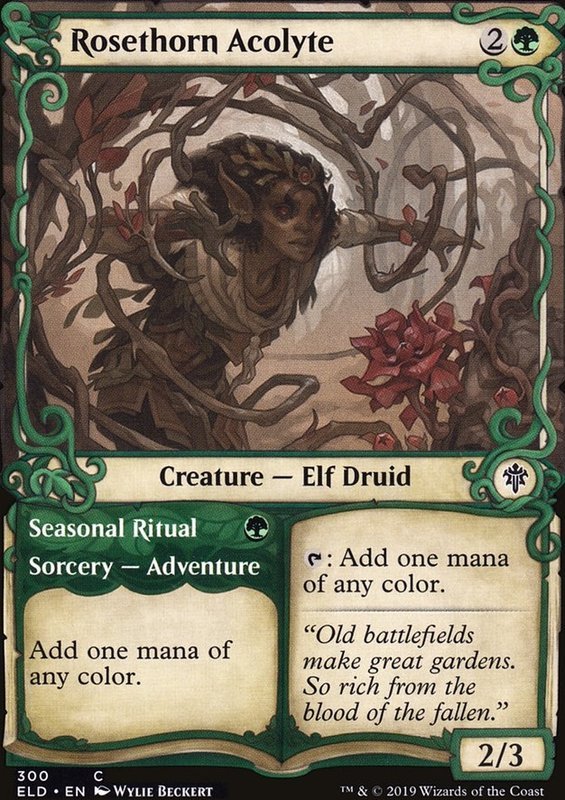 Rosethorn Acolyte 2
Creature — Elf Druid
Seasonal Ritual
Sorcery — Adventure
Add one mana of
any color.
: Add one mana
of any color.
“Old battlefields
make great gardens.
So rich from the
blood of the fallen.”
2/3
300 C
ELD • EN Wylie Beckert
™ & © 2019 Wizards of the Coast